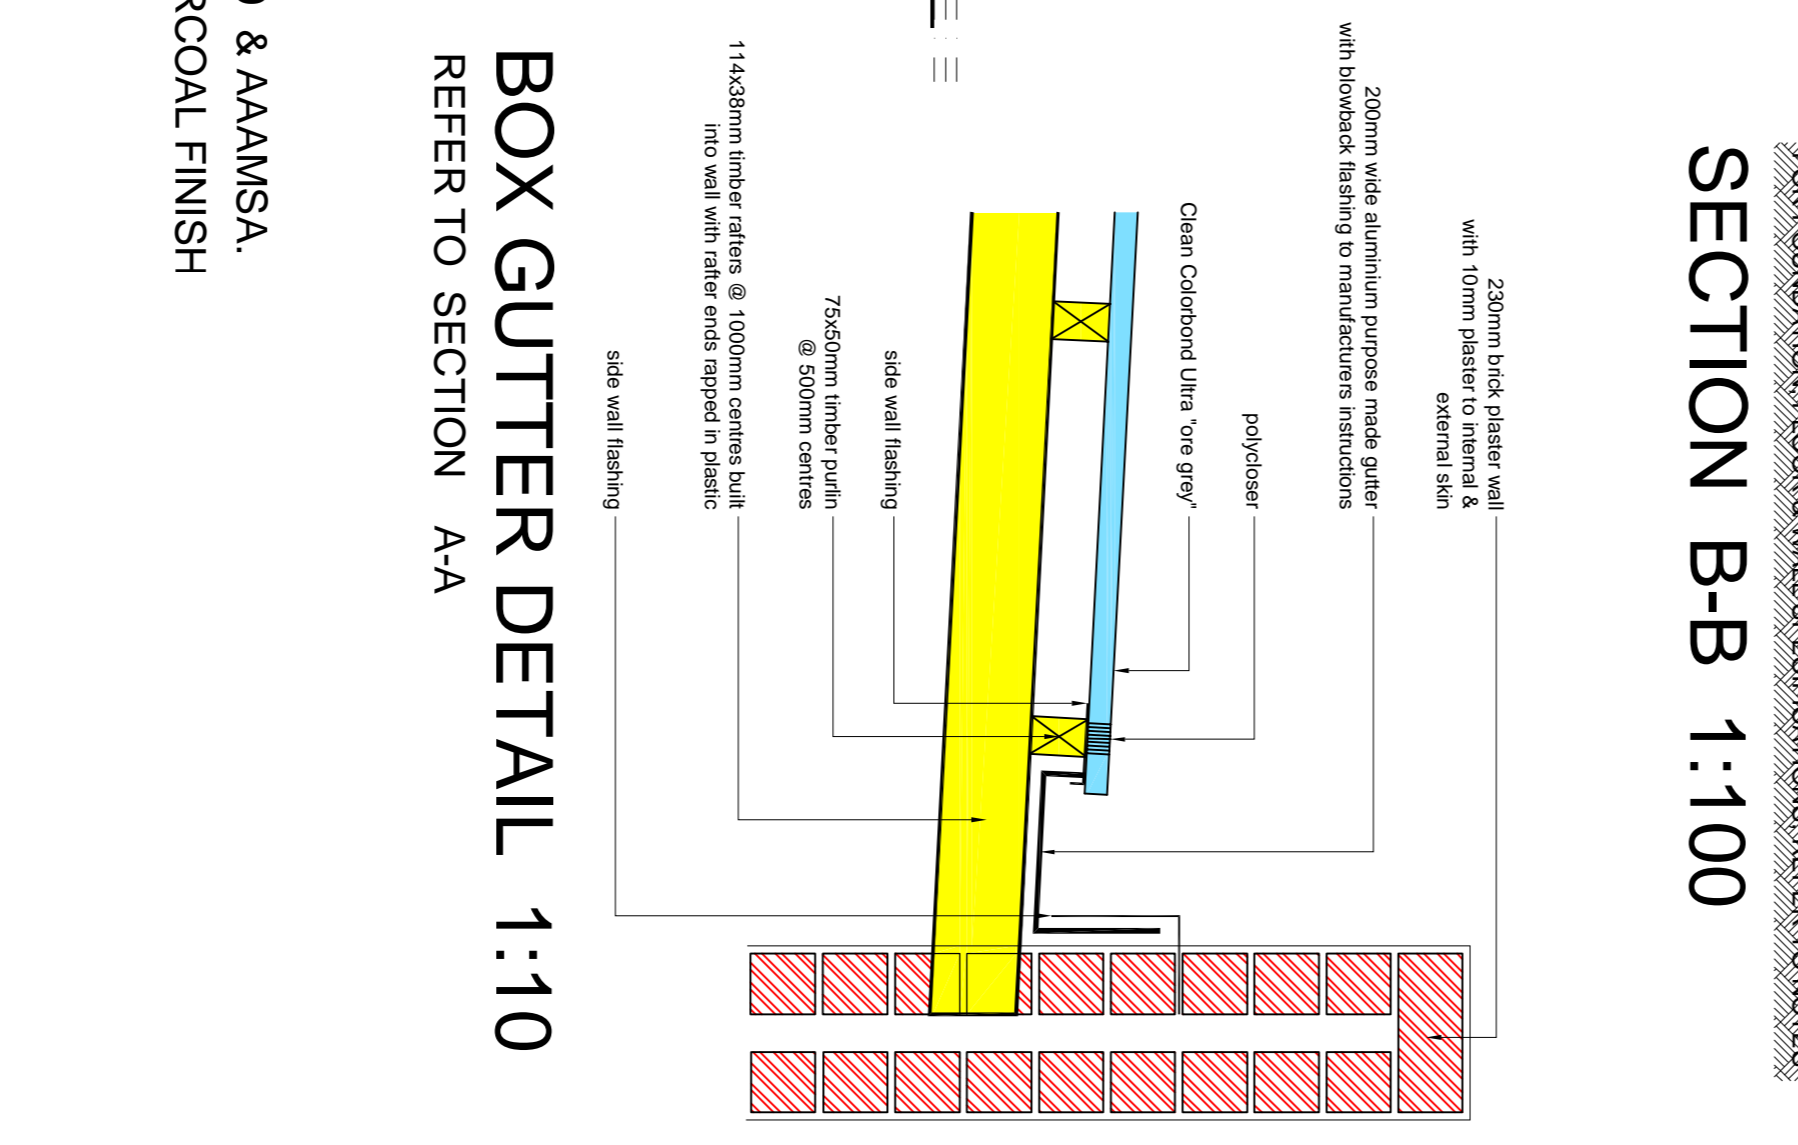 SECTION B-B 1:100
230mm brick plaster wall
with 10mm plaster to internal &
external skin
200mm wide aluminium purpose made gutter
with blowback flashing to manufacturers instructions
polycloser
Clean Colorbond Ultra "ore grey"
side wall flashing
75x50mm timber purlin
@ 500mm centres
114x38mm timber rafters @ 1000mm centres built
into wall with rafter ends rapped in plastic
side wall flashing
BOX GUTTER DETAIL 1:10
REFER TO SECTION A-A
& AAAMSA.
RCOAL FINISH